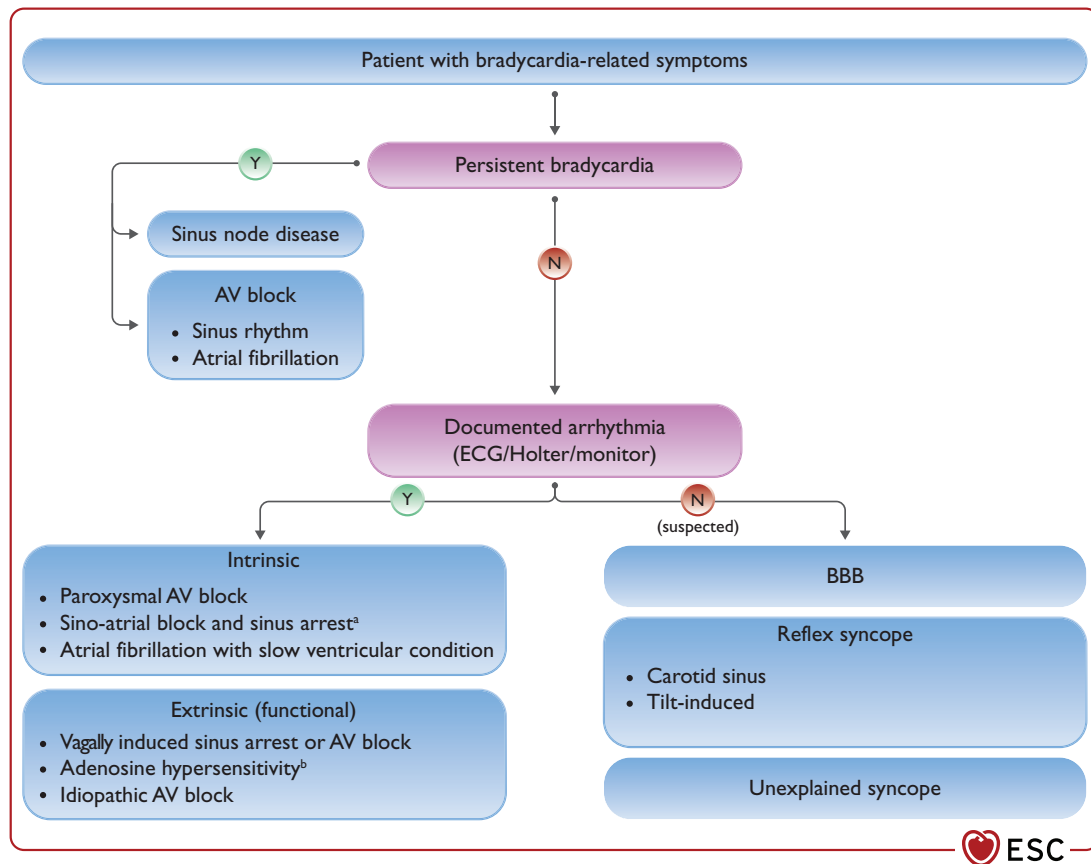 Patient with bradycardia-related symptoms
Y
Persistent bradycardia
Sinus node disease
N
AV block
• Sinus rhythm
• Atrial fibrillation
Documented arrhythmia
(ECG/Holter/monitor)
Y
N
(suspected)
Intrinsic
• Paroxysmal AV block
• Sino-atrial block and sinus arrestᵃ
• Atrial fibrillation with slow ventricular condition
Extrinsic (functional)
• Vagally induced sinus arrest or AV block
• Adenosine hypersensitivityᵇ
• Idiopathic AV block
BBB
Reflex syncope
• Carotid sinus
• Tilt-induced
Unexplained syncope
ESC